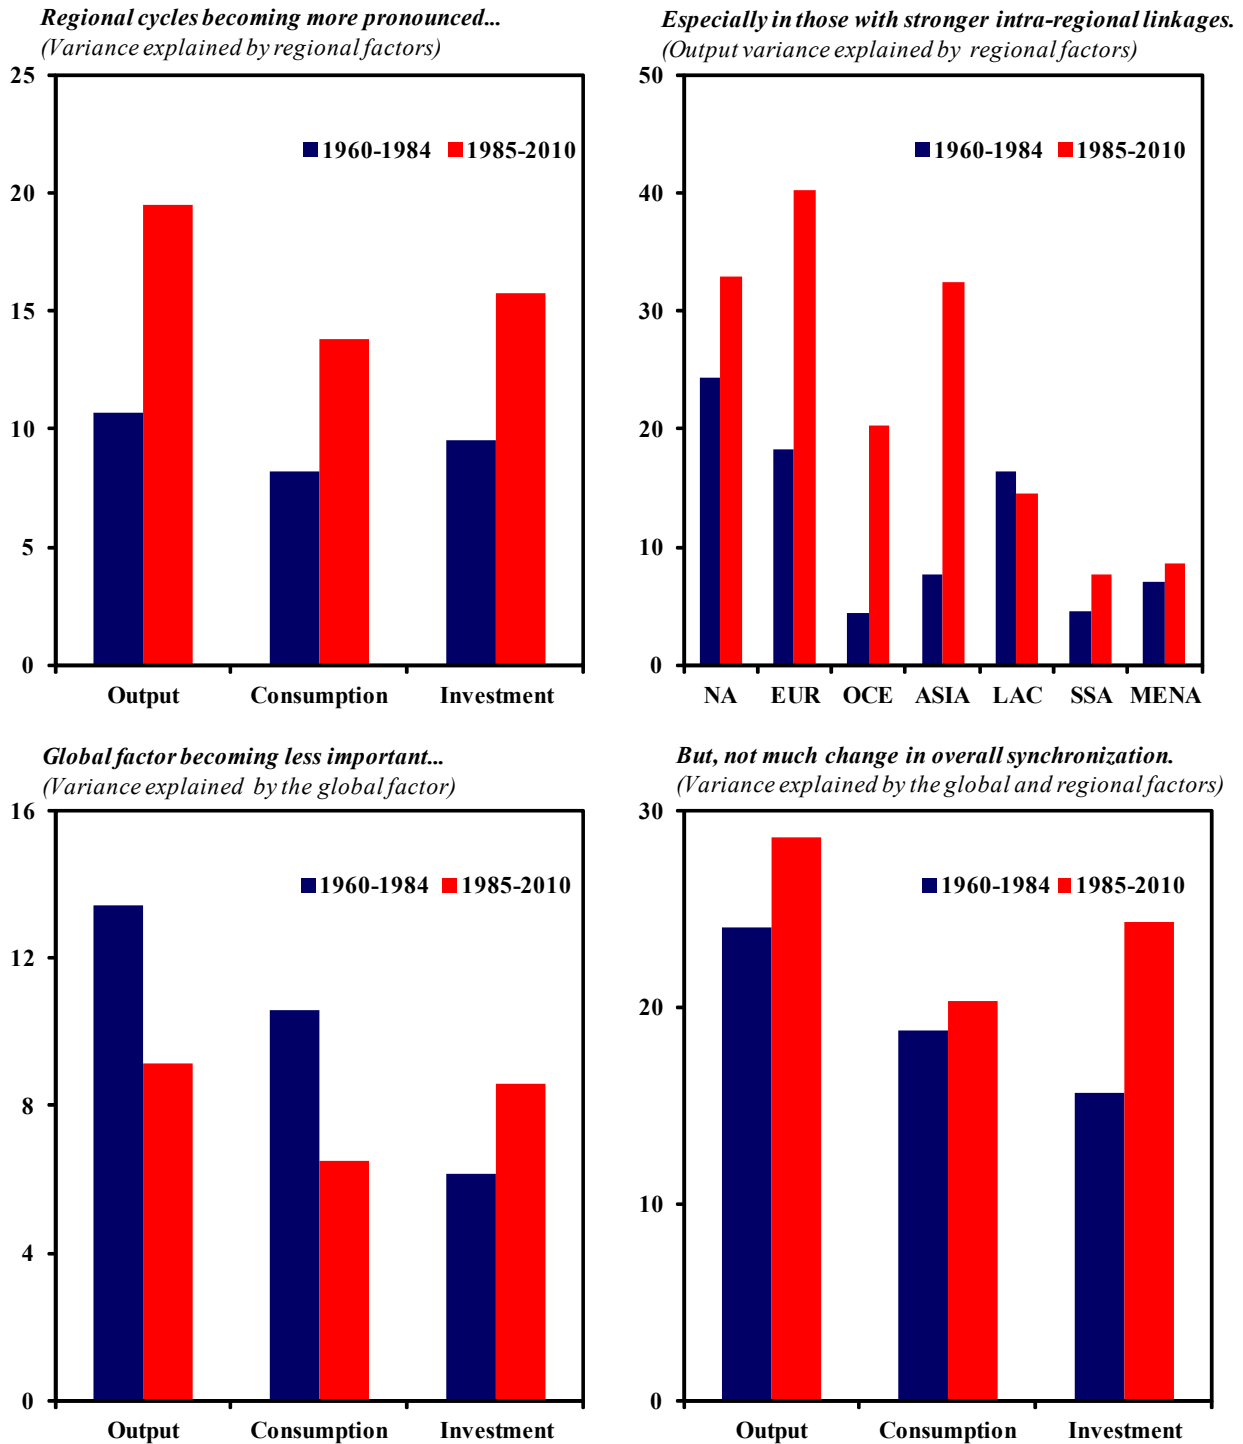 Regional cycles becoming more pronounced...
(Variance explained by regional factors)
25
20
15
10
5
0
1960-1984 1985-2010
Output Consumption Investment
Especially in those with stronger intra-regional linkages.
(Output variance explained by regional factors)
50
40
30
20
10
0
1960-1984 1985-2010
NA EUR OCE ASIA LAC SSA MENA
Global factor becoming less important...
(Variance explained by the global factor)
16
12
8
4
0
1960-1984 1985-2010
Output Consumption Investment
But, not much change in overall synchronization.
(Variance explained by the global and regional factors)
30
20
10
0
1960-1984 1985-2010
Output Consumption Investment